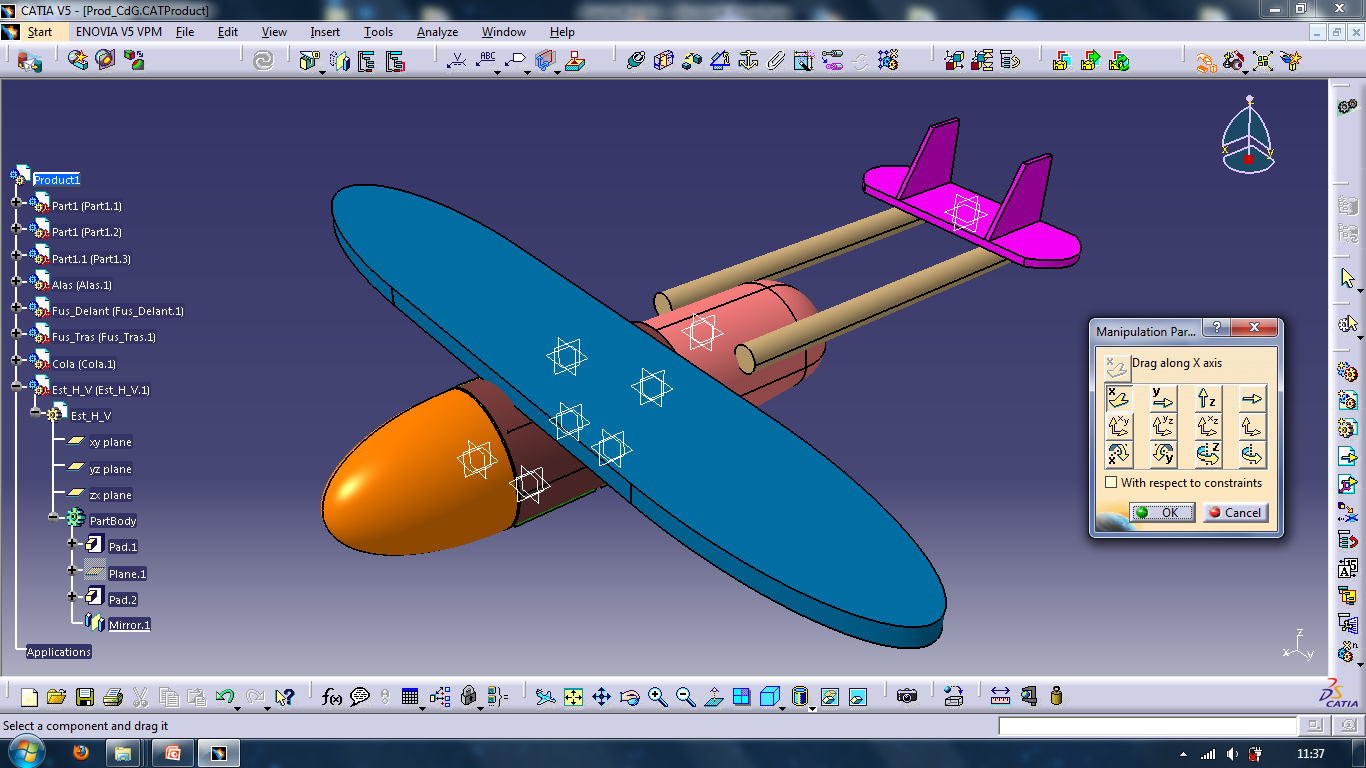 CATIA V5 - [Prod_CdG.CATProduct]
Start ENOVIA V5 VPM File Edit View Insert Format Tools Analyze Window Help
ABC
Product1
Part1 (Part1.1)
Part1 (Part1.2)
Part1.1 (Part1.3)
Alas (Alas.1)
Fus_Delant (Fus_Delant.1)
Fus_Tras (Fus_Tras.1)
Cola (Cola.1)
Est_H_V (Est_H_V.1)
Est_H_V
xy plane
yz plane
zx plane
PartBody
Pad.1
Plane.1
Pad.2
Mirror.1
Applications
Manipulation Par...
Drag along X axis
With respect to constraints
OK Cancel
x y
z
x y
f(x)
DS CATIA
Select a component and drag it
11:37